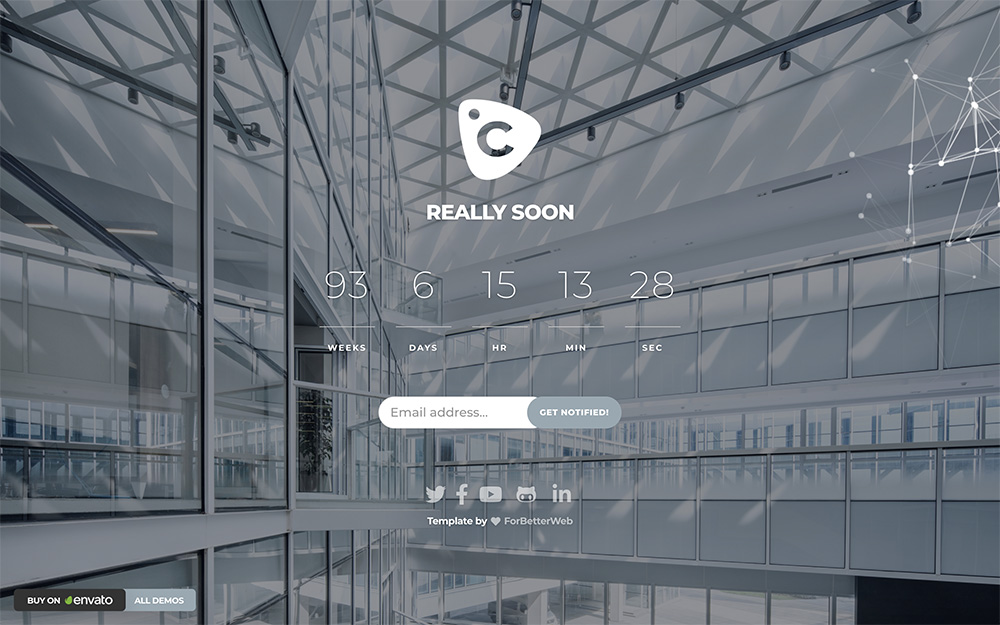 C
REALLY SOON
93 6 15 13 28
WEEKS DAYS HR MIN SEC
Email address... GET NOTIFIED!
Template by ForBetterWeb
BUY ON envato ALL DEMOS